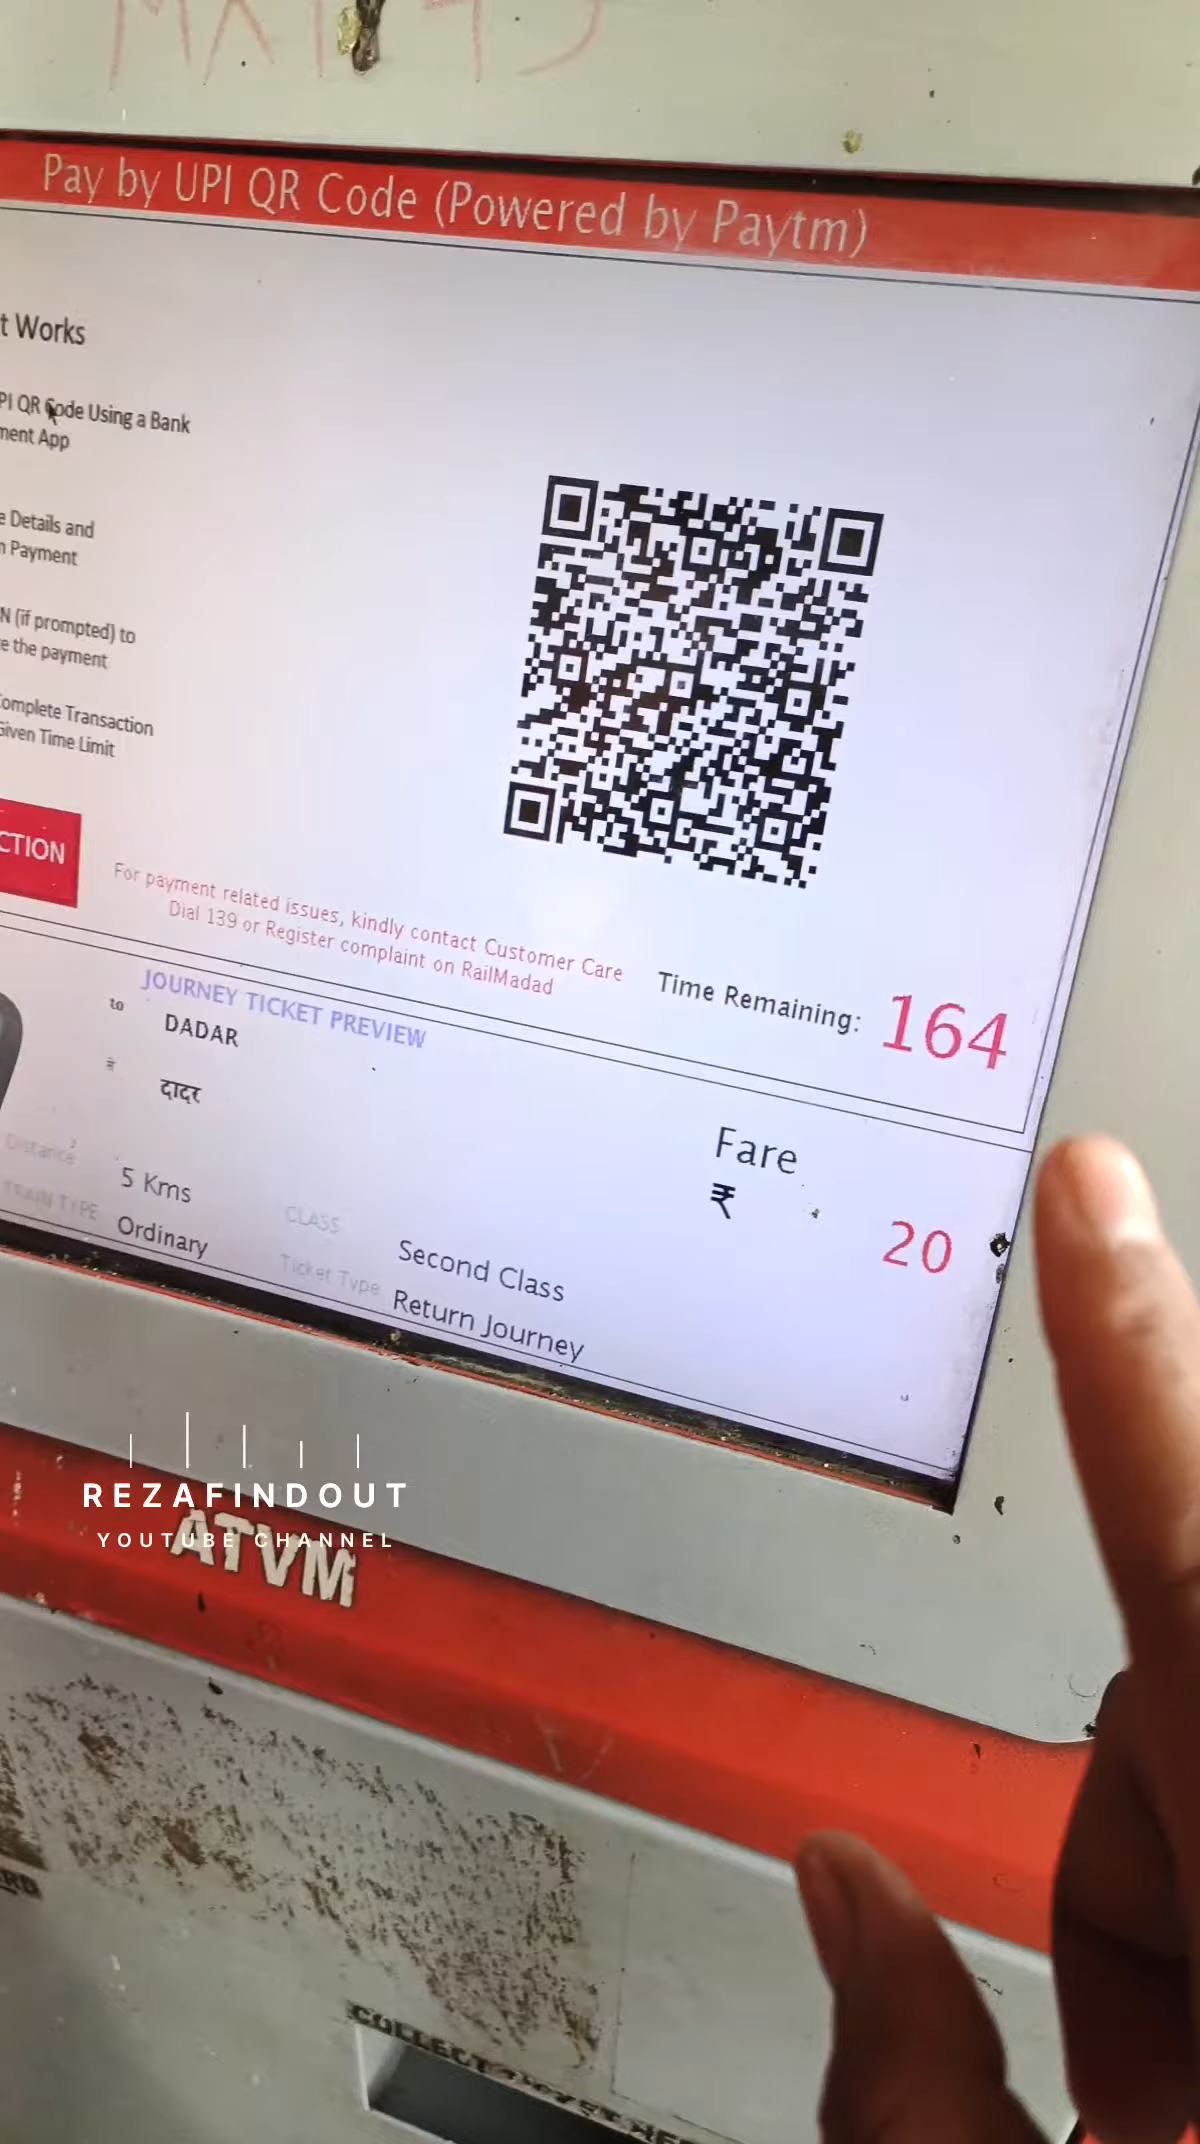 Pay by UPI QR Code (Powered by Paytm)
t Works
PI QR Code Using a Bank
ment App
e Details and
n Payment
N (if prompted) to
e the payment
Complete Transaction
Given Time Limit
CTION
For payment related issues, kindly contact Customer Care
Dial 139 or Register complaint on RailMadad
Time Remaining: 164
JOURNEY TICKET PREVIEW
to DADAR
से दादर
Distance 5 Kms
Fare
₹ 20
TRAIN TYPE Ordinary
CLASS Second Class
Ticket Type Return Journey
REZAFINDOUT
YOUTUBE CHANNEL
ATVM
COLLECT